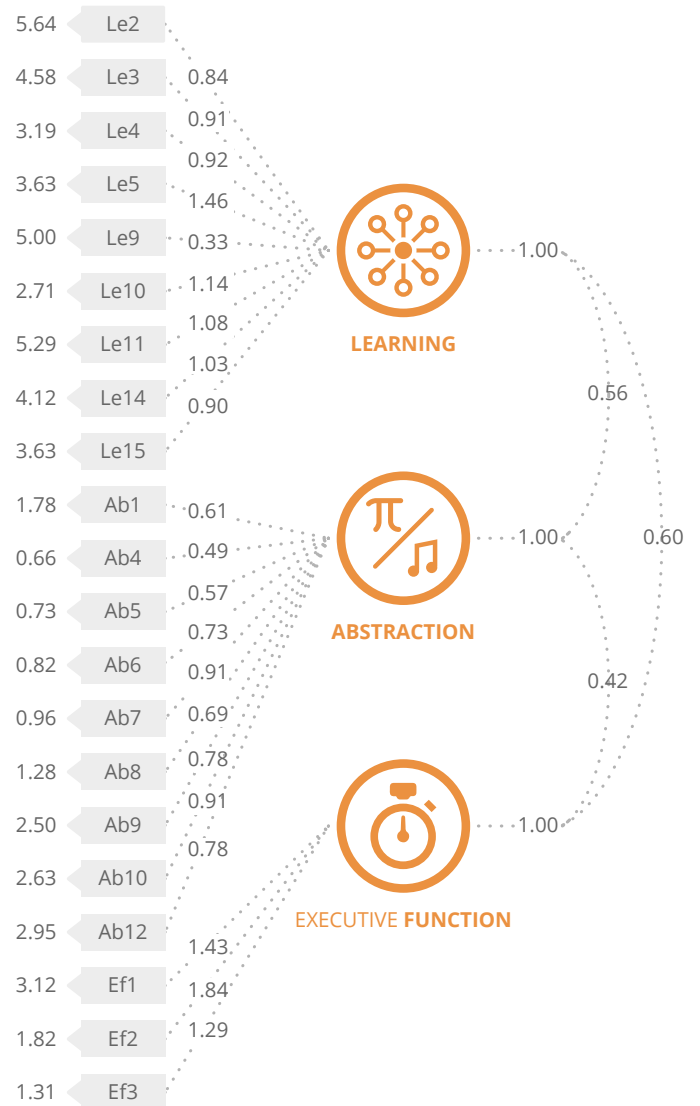 5.64 Le2
4.58 Le3 0.84
0.91
3.19 Le4
0.92
3.63 Le5
1.46
5.00 Le9 0.33 1.00
2.71 Le10 1.14
5.29 Le11 1.08
LEARNING
1.03
4.12 Le14 0.56
0.90
3.63 Le15
1.78 Ab1 0.61
0.66 Ab4 0.49 1.00 0.60
0.57
0.73 Ab5
0.73 ABSTRACTION
0.82 Ab6
0.91
0.42
0.96 Ab7 0.69
0.78
1.28 Ab8
0.91
2.50 Ab9 1.00
0.78
2.63 Ab10
EXECUTIVE FUNCTION
2.95 Ab12
1.43
3.12 Ef1 1.84
1.82 Ef2 1.29
1.31 Ef3